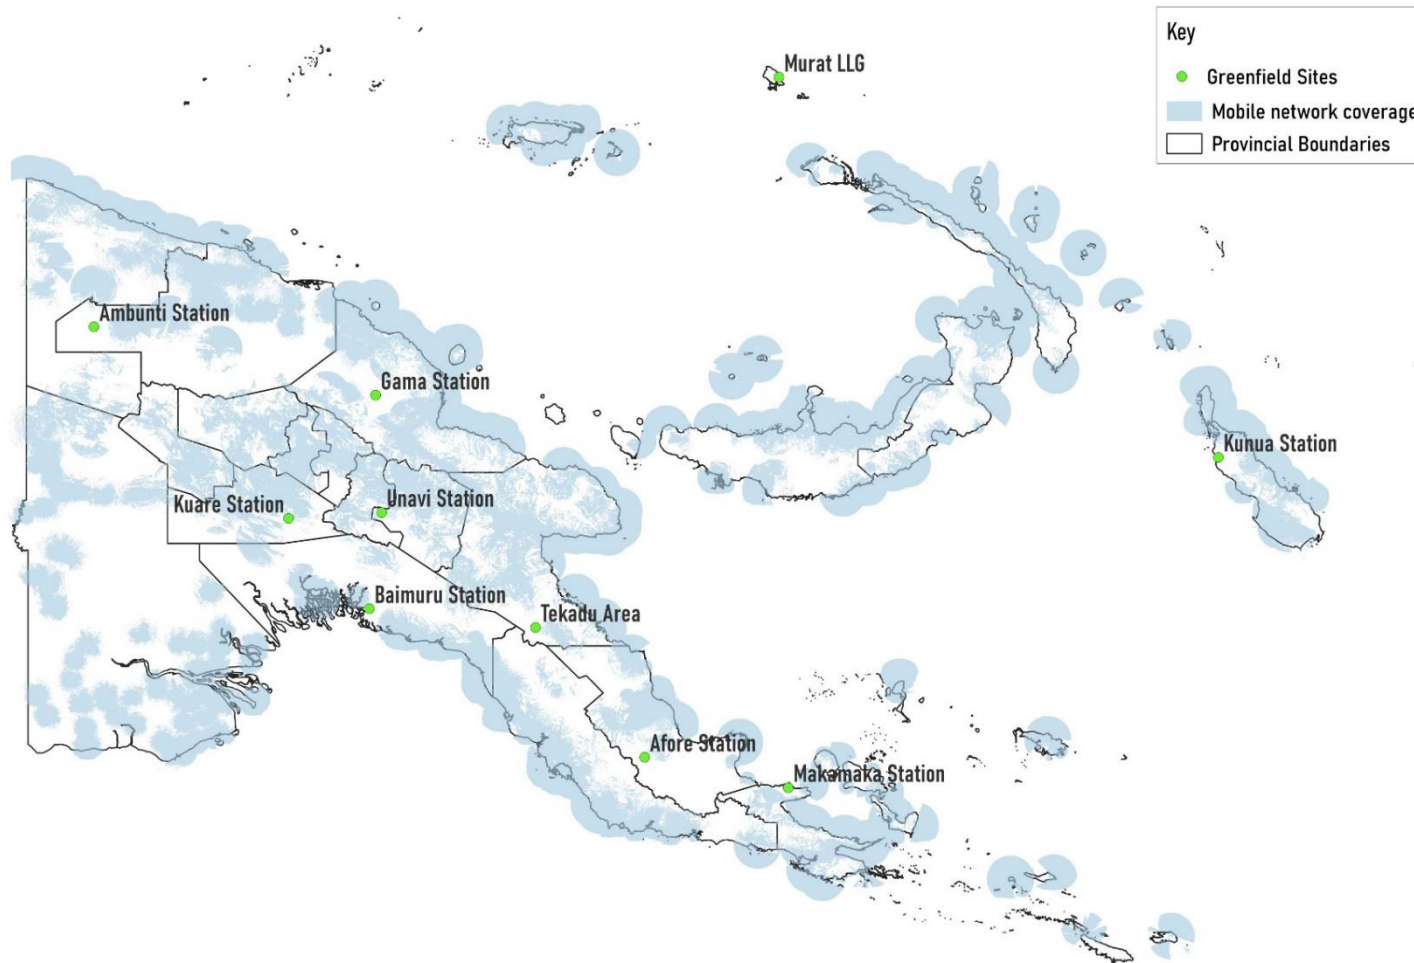 Murat LLG
Key
Greenfield Sites
Mobile network coverage
Provincial Boundaries
Ambunti Station
Gama Station
Kunua Station
Kuare Station
Unavi Station
Baimuru Station
Tekadu Area
Afore Station
Makamaka Station